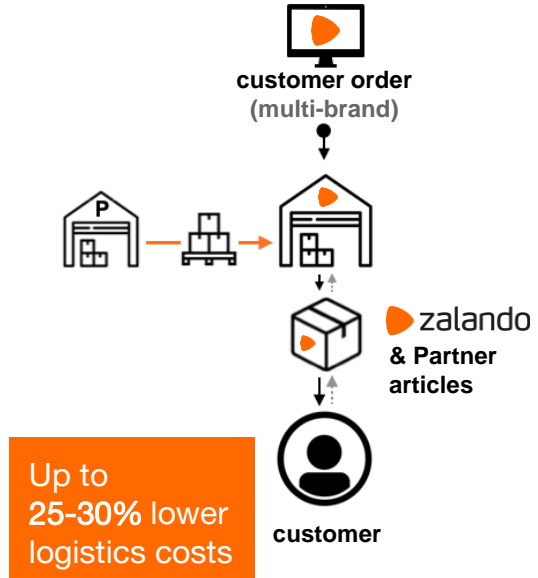 customer order
(multi-brand)
P
zalando
& Partner
articles
customer
Up to
25-30% lower
logistics costs